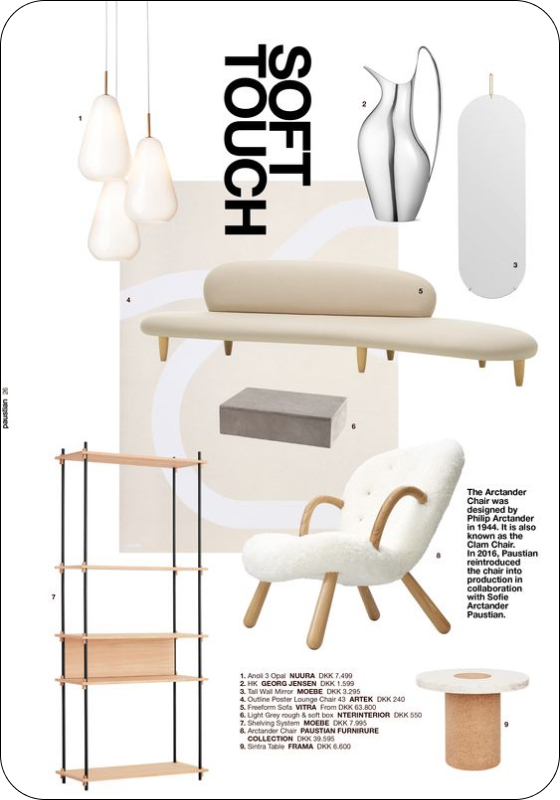 SOFT
TOUCH
1
2
3
4
5
6
7
8
9
paustian 26
The Arctander
Chair was
designed by
Philip Arctander
in 1944. It is also
known as the
Clam Chair.
In 2016, Paustian
reintroduced
the chair into
production in
collaboration
with Sofie
Arctander
Paustian.
1. Anoli 3 Opal NUURA DKK 7.499
2. HK GEORG JENSEN DKK 1.599
3. Tall Wall Mirror MOEBE DKK 3.295
4. Outline Poster Lounge Chair 43 ARTEK DKK 240
5. Freeform Sofa VITRA From DKK 63.800
6. Light Grey rough & soft box NTERINTERIOR DKK 550
7. Shelving System MOEBE DKK 7.995
8. Arctander Chair PAUSTIAN FURNIRURE
COLLECTION DKK 39.595
9. Sintra Table FRAMA DKK 6.600